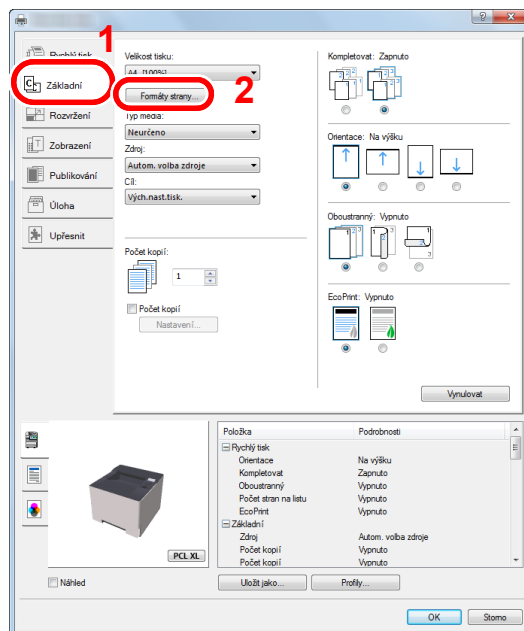 1
Rychlý tisk
Základní
Rozvržení
Zobrazení
Publikování
Úloha
Upřesnit
Velikost tisku:
A4 [100%]
Formáty strany...
2
Typ média:
Neurčeno
Zdroj:
Autom. volba zdroje
Cíl:
Vých.nast.tisk.
Počet kopií:
1
Počet kopií
Nastavení...
Kompletovat: Zapnuto
Orientace: Na výšku
Oboustranný: Vypnuto
EcoPrint: Vypnuto
Vynulovat
Položka Podrobnosti
Rychlý tisk
Orientace Na výšku
Kompletovat Zapnuto
Oboustranný Vypnuto
Počet stran na listu Vypnuto
EcoPrint Vypnuto
Základní
Zdroj Autom. volba zdroje
Počet kopií Vypnuto
Počet kopií Vypnuto
PCL XL
Náhled
Uložit jako... Profily...
OK Storno